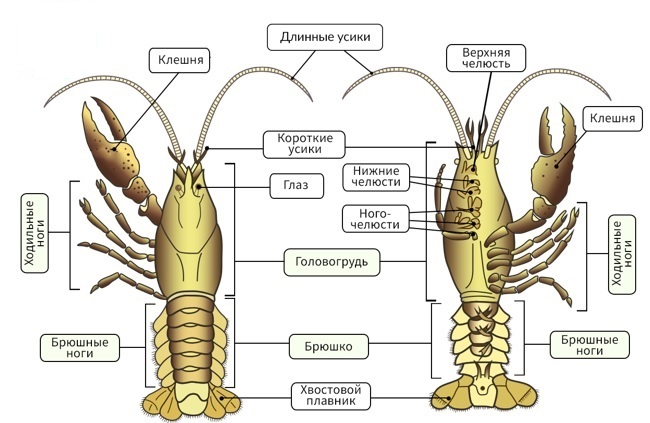 Длинные усики
Клешня
Верхняя
челюсть
Клешня
Короткие
усики
Глаз
Нижние
челюсти
Ного-
челюсти
Ходильные
ноги
Головогрудь
Ходильные
ноги
Брюшные
ноги
Брюшко
Брюшные
ноги
Хвостовой
плавник